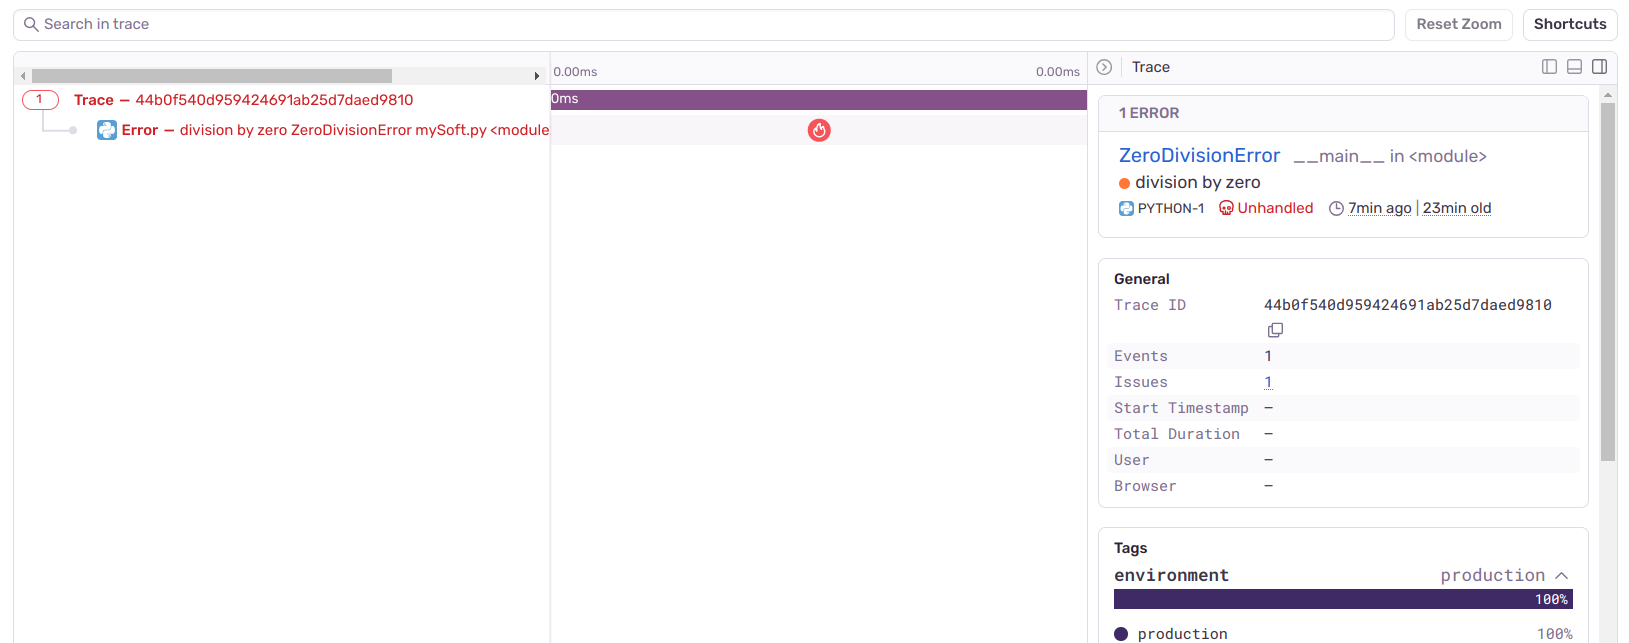 Search in trace
Reset Zoom
Shortcuts
0.00ms
0.00ms
Trace
1
Trace — 44b0f540d959424691ab25d7daed9810
0ms
Error — division by zero ZeroDivisionError mySoft.py <module
1 ERROR
ZeroDivisionError __main__ in <module>
division by zero
PYTHON-1 Unhandled 7min ago | 23min old
General
Trace ID 44b0f540d959424691ab25d7daed9810
Events 1
Issues 1
Start Timestamp —
Total Duration —
User —
Browser —
Tags
environment production
100%
production 100%